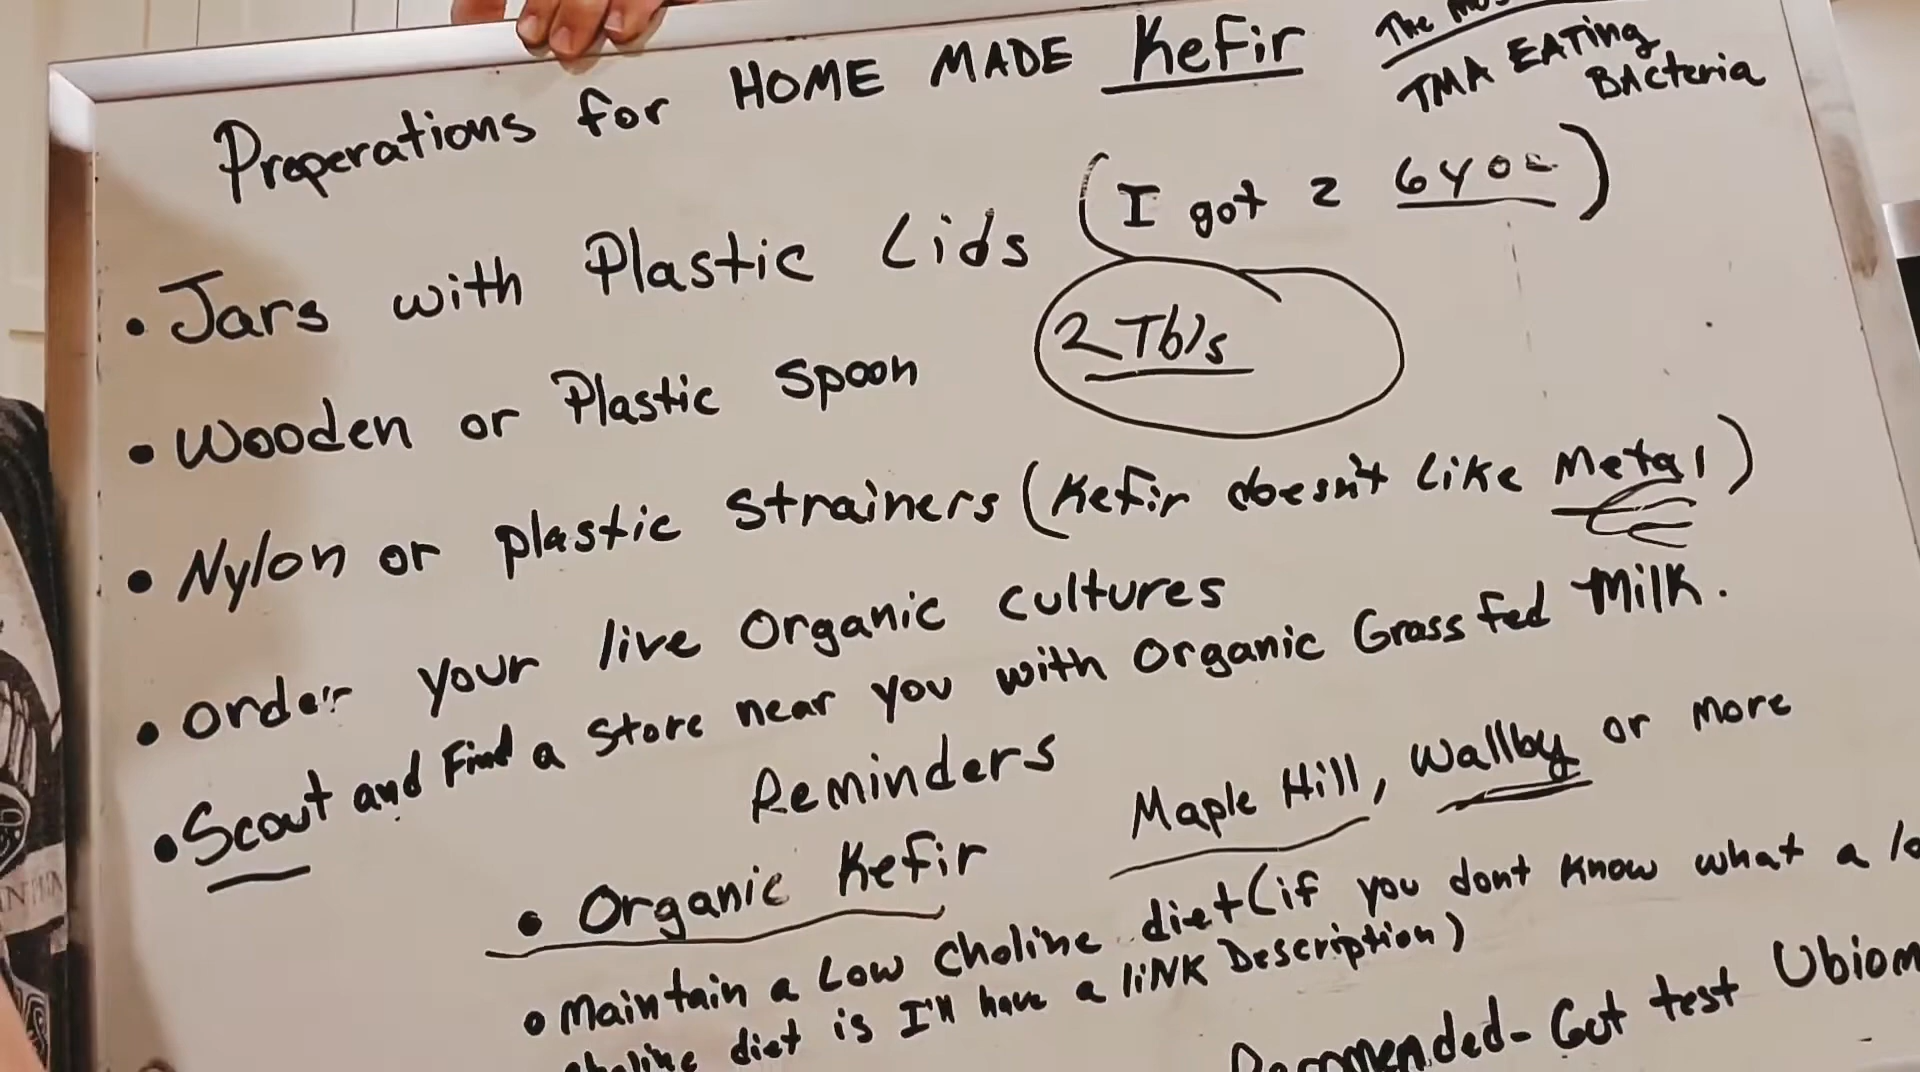 Preperations for HOME MADE Kefir
The Mos
TMA EATing
BActeria
• Jars with Plastic Lids (I got 2 64 oz)
2 Tbls
• Wooden or Plastic Spoon
• Nylon or plastic strainers (Kefir doesn't Like Metal)
• order your live Organic cultures
• Scout and Find a Store near you with Organic Grass Fed Milk.
Reminders
• Organic Kefir Maple Hill, Wallby or more
• Maintain a Low Choline diet (if you dont know what a lo
choline diet is I'll have a liNK Description)
Recommended - Gut test Ubiom